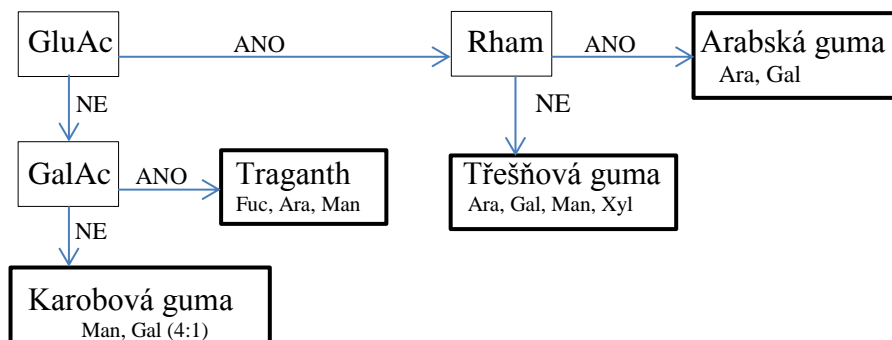 GluAc
ANO
Rham
ANO
Arabská guma
Ara, Gal
NE
NE
GalAc
ANO
Traganth
Fuc, Ara, Man
Třešňová guma
Ara, Gal, Man, Xyl
NE
Karobová guma
Man, Gal (4:1)